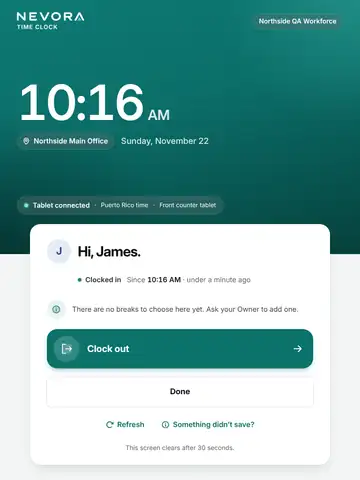 NEVORA
TIME CLOCK
Northside QA Workforce
10:16 AM
Northside Main Office
Sunday, November 22
Tablet connected · Puerto Rico time · Front counter tablet
J
Hi, James.
Clocked in Since 10:16 AM · under a minute ago
There are no breaks to choose here yet. Ask your Owner to add one.
Clock out
Done
Refresh
Something didn't save?
This screen clears after 30 seconds.